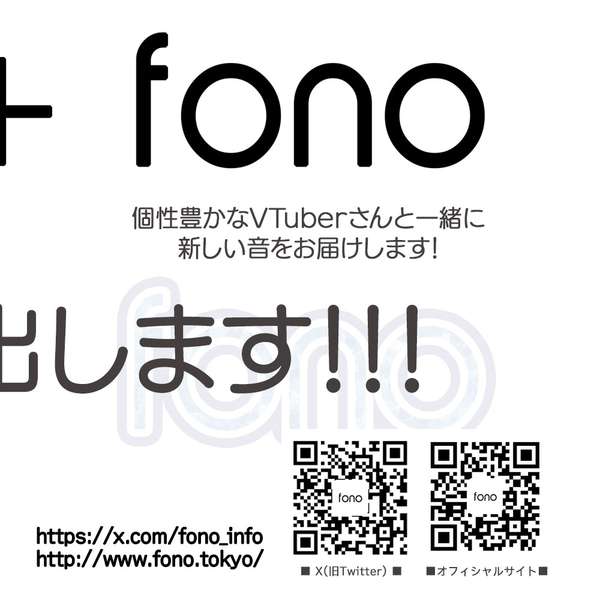 + fono
個性豊かなVTuberさんと一緒に
新しい音をお届けします!
出します!!!
fono
fono
fono
https://x.com/fono_info
http://www.fono.tokyo/
■ X(旧Twitter) ■
■オフィシャルサイト■